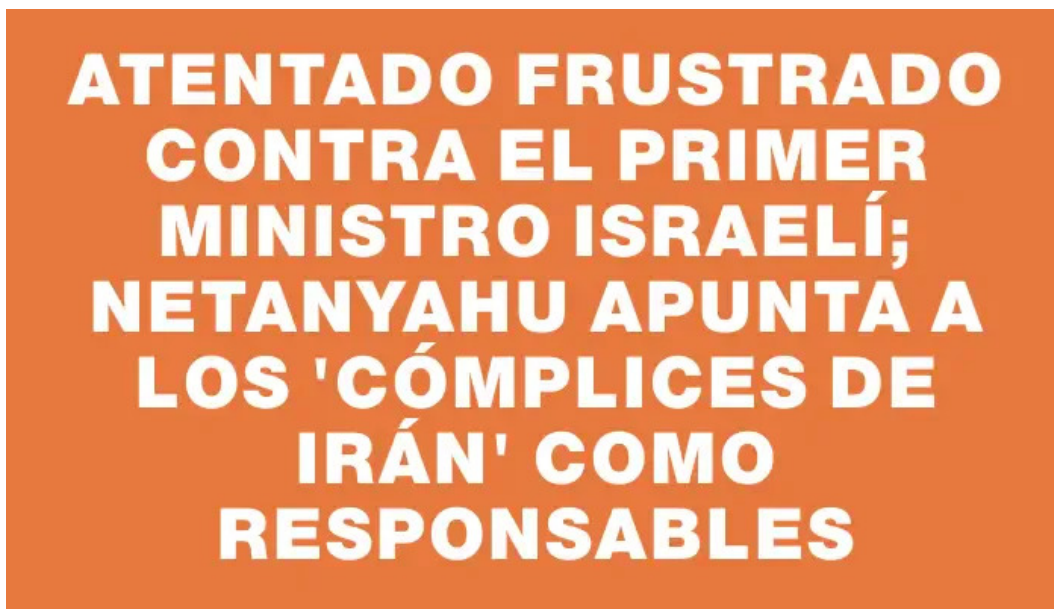 ATENTADO FRUSTRADO
CONTRA EL PRIMER
MINISTRO ISRAELÍ;
NETANYAHU APUNTA A
LOS 'CÓMPLICES DE
IRÁN' COMO
RESPONSABLES